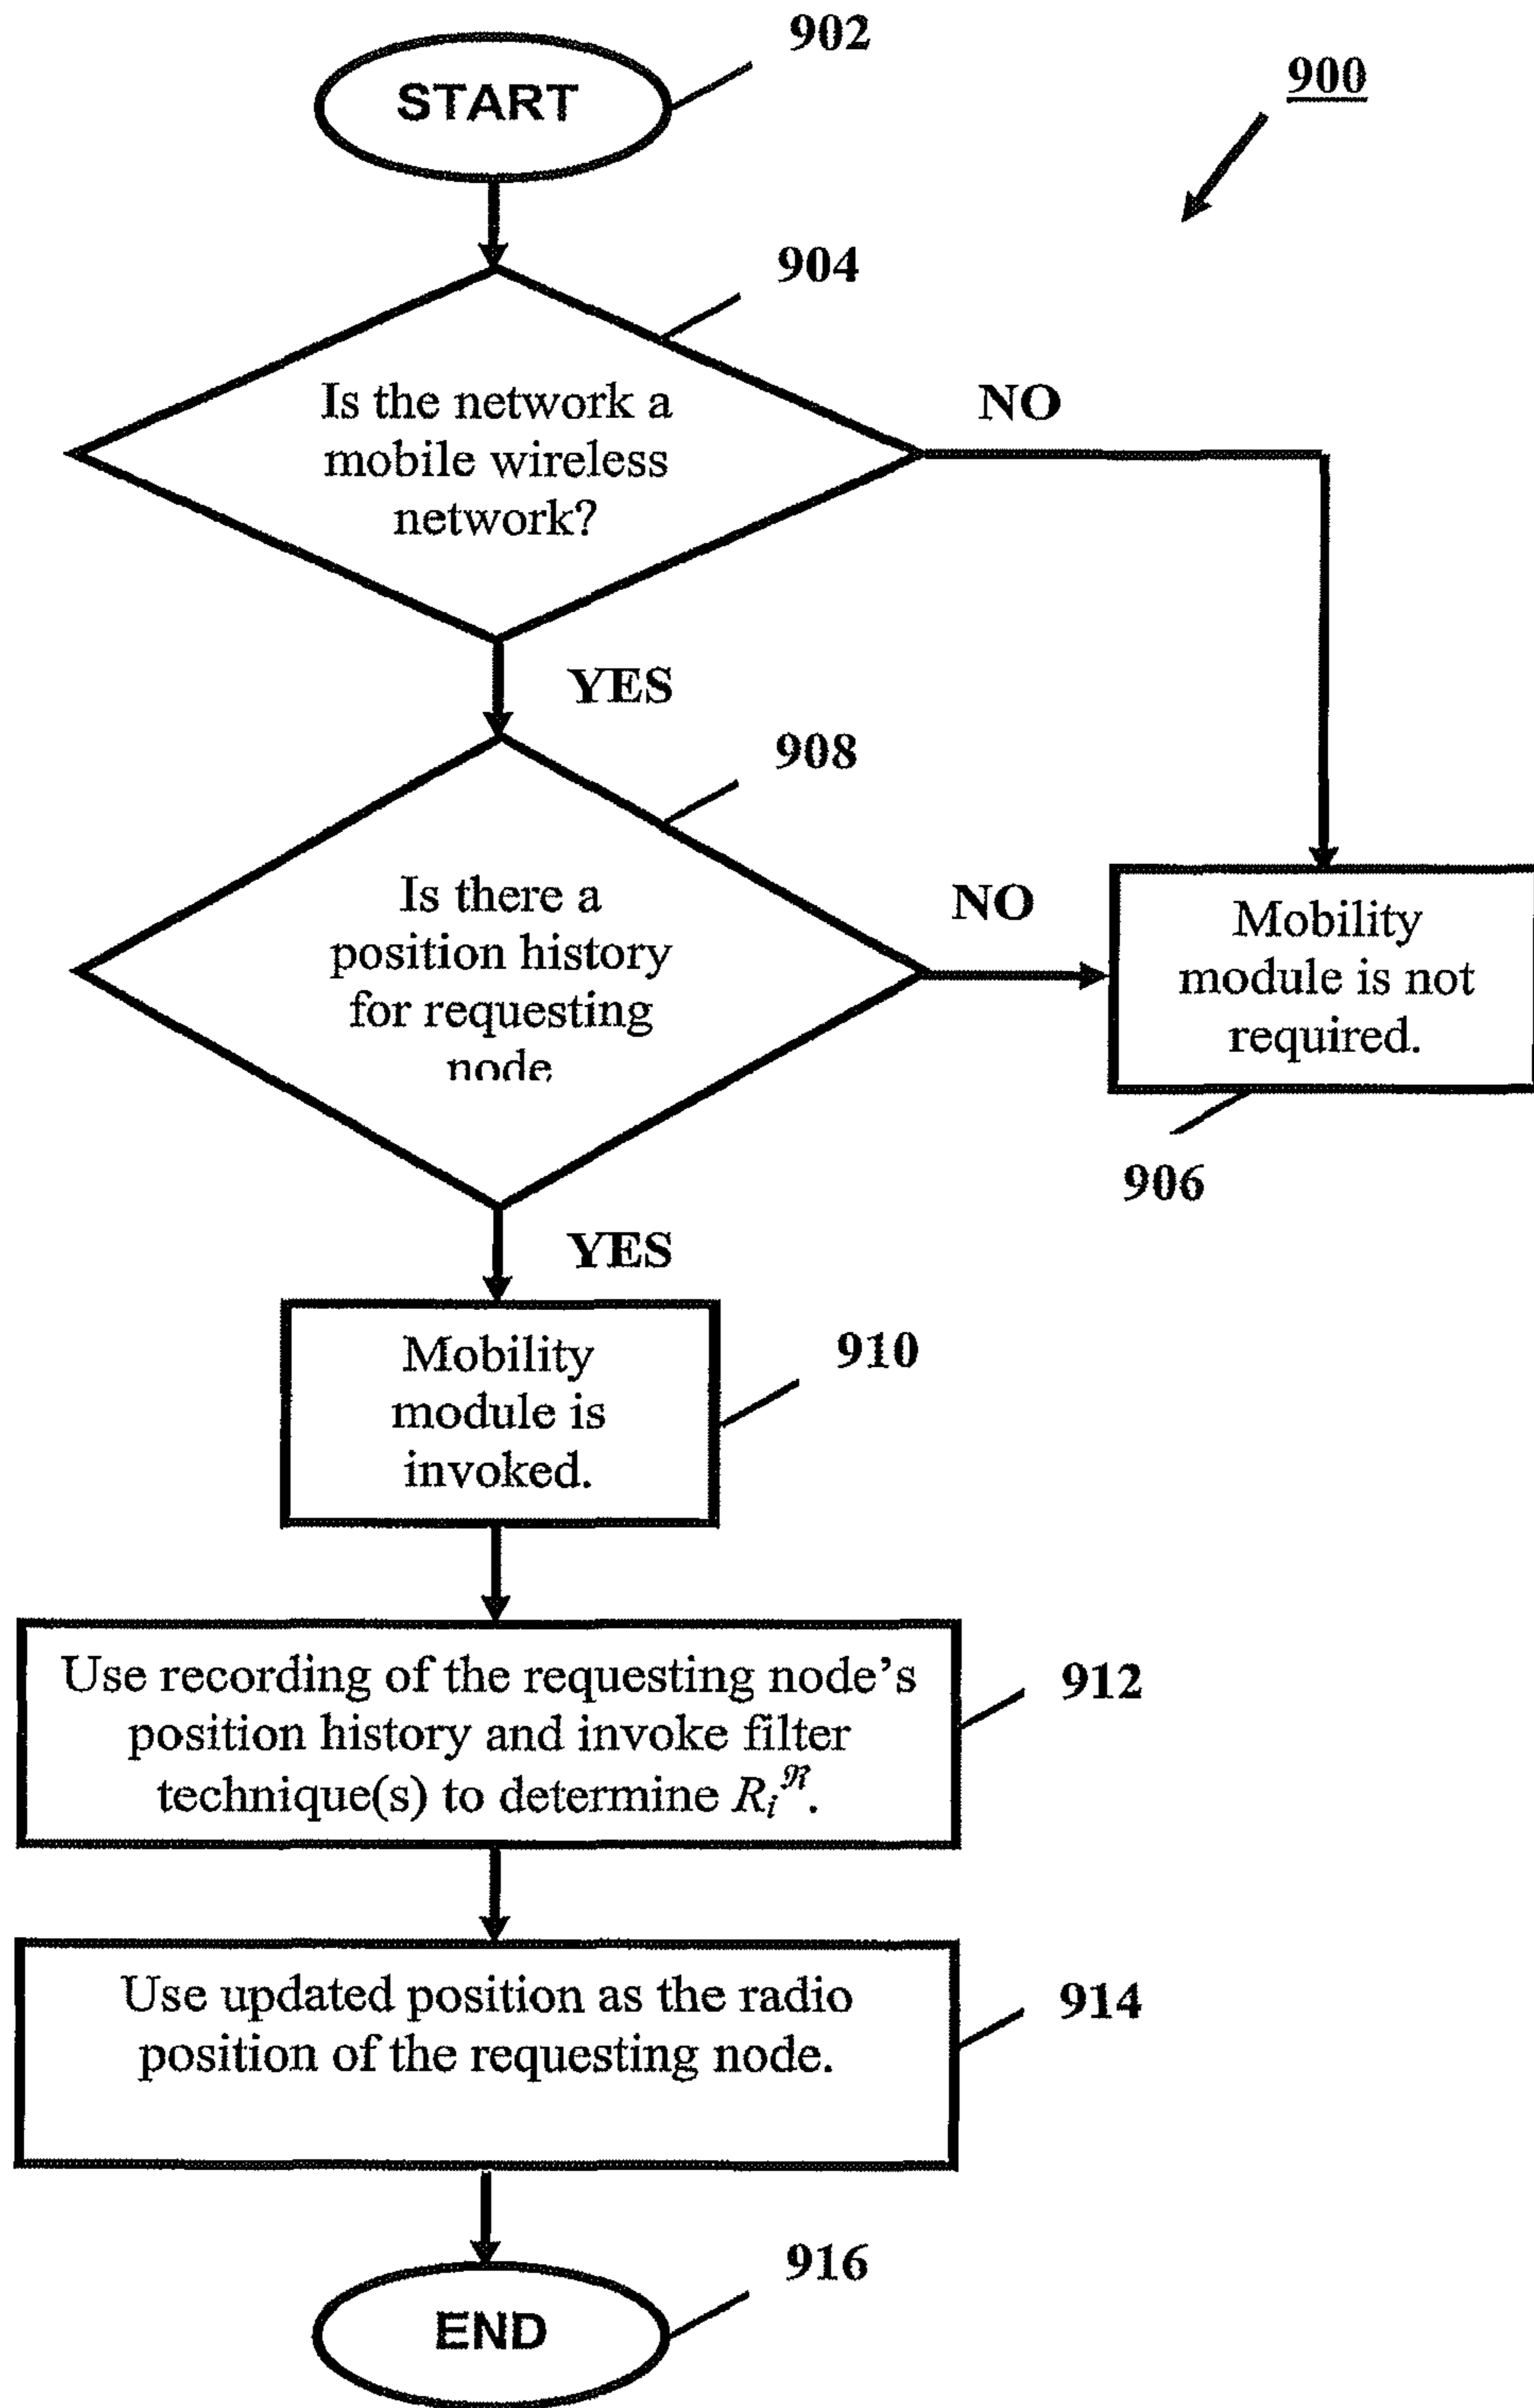 902
START
900
904
Is the network a
mobile wireless
network?
NO
YES
908
Is there a
position history
for requesting
node
NO
Mobility
module is not
required.
906
YES
Mobility
module is
invoked.
910
Use recording of the requesting node's
position history and invoke filter
technique(s) to determine Rᵢ^ℜ.
912
Use updated position as the radio
position of the requesting node.
914
916
END